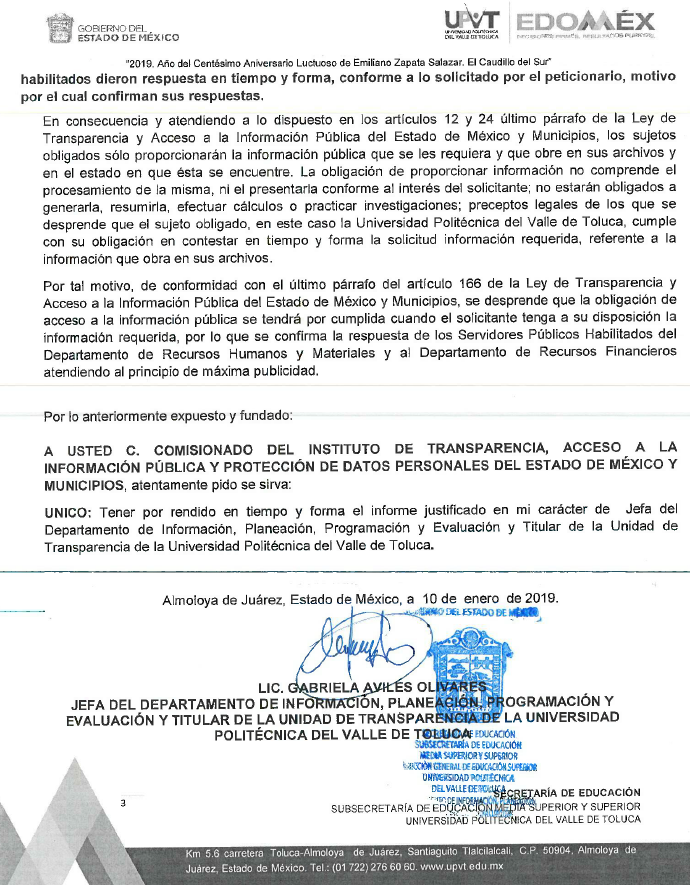 GOBIERNO DEL
ESTADO DE MÉXICO
UPVT
UNIVERSIDAD POLITÉCNICA
DEL VALLE DE TOLUCA
EDOMÉX
DECISIONES FIRMES, RESULTADOS FUERTES.
"2019. Año del Centésimo Aniversario Luctuoso de Emiliano Zapata Salazar. El Caudillo del Sur"
habilitados dieron respuesta en tiempo y forma, conforme a lo solicitado por el peticionario, motivo
por el cual confirman sus respuestas.
En consecuencia y atendiendo a lo dispuesto en los artículos 12 y 24 último párrafo de la Ley de
Transparencia y Acceso a la Información Pública del Estado de México y Municipios, los sujetos
obligados sólo proporcionarán la información pública que se les requiera y que obre en sus archivos y
en el estado en que ésta se encuentre. La obligación de proporcionar información no comprende el
procesamiento de la misma, ni el presentarla conforme al interés del solicitante; no estarán obligados a
generarla, resumirla, efectuar cálculos o practicar investigaciones; preceptos legales de los que se
desprende que el sujeto obligado, en este caso la Universidad Politécnica del Valle de Toluca, cumple
con su obligación en contestar en tiempo y forma la solicitud información requerida, referente a la
información que obra en sus archivos.
Por tal motivo, de conformidad con el último párrafo del artículo 166 de la Ley de Transparencia y
Acceso a la Información Pública del Estado de México y Municipios, se desprende que la obligación de
acceso a la información pública se tendrá por cumplida cuando el solicitante tenga a su disposición la
información requerida, por lo que se confirma la respuesta de los Servidores Públicos Habilitados del
Departamento de Recursos Humanos y Materiales y al Departamento de Recursos Financieros
atendiendo al principio de máxima publicidad.
Por lo anteriormente expuesto y fundado:
A USTED C. COMISIONADO DEL INSTITUTO DE TRANSPARENCIA, ACCESO A LA
INFORMACIÓN PÚBLICA Y PROTECCIÓN DE DATOS PERSONALES DEL ESTADO DE MÉXICO Y
MUNICIPIOS, atentamente pido se sirva:
UNICO: Tener por rendido en tiempo y forma el informe justificado en mi carácter de Jefa del
Departamento de Información, Planeación, Programación y Evaluación y Titular de la Unidad de
Transparencia de la Universidad Politécnica del Valle de Toluca.
Almoloya de Juárez, Estado de México, a 10 de enero de 2019.
DEL ESTADO DE MÉXICO
LIC. GABRIELA AVILES OLIVARES
JEFA DEL DEPARTAMENTO DE INFORMACIÓN, PLANEACIÓN, PROGRAMACIÓN Y
EVALUACIÓN Y TITULAR DE LA UNIDAD DE TRANSPARENCIA DE LA UNIVERSIDAD
POLITÉCNICA DEL VALLE DE TOLUCA
DE EDUCACIÓN
SUBSECRETARÍA DE EDUCACIÓN
MEDIA SUPERIOR Y SUPERIOR
DIRECCIÓN GENERAL DE EDUCACIÓN SUPERIOR
UNIVERSIDAD POLITÉCNICA
DEL VALLE DE TOLUCA
DE INFORMACIÓN, PLANEACIÓN
SECRETARÍA DE EDUCACIÓN
3
SUBSECRETARÍA DE EDUCACIÓN MEDIA SUPERIOR Y SUPERIOR
UNIVERSIDAD POLITÉCNICA DEL VALLE DE TOLUCA
Km 5.6 carretera Toluca-Almoloya de Juárez, Santiaguito Tlalcilalcali, C.P. 50904, Almoloya de
Juárez, Estado de México. Tel.: (01 722) 276 60 60. www.upvt.edu.mx